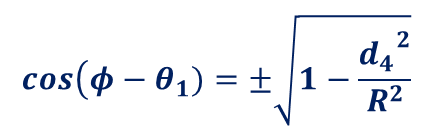 cos(ϕ − θ₁) = ±√(1 − d₄²/R²)